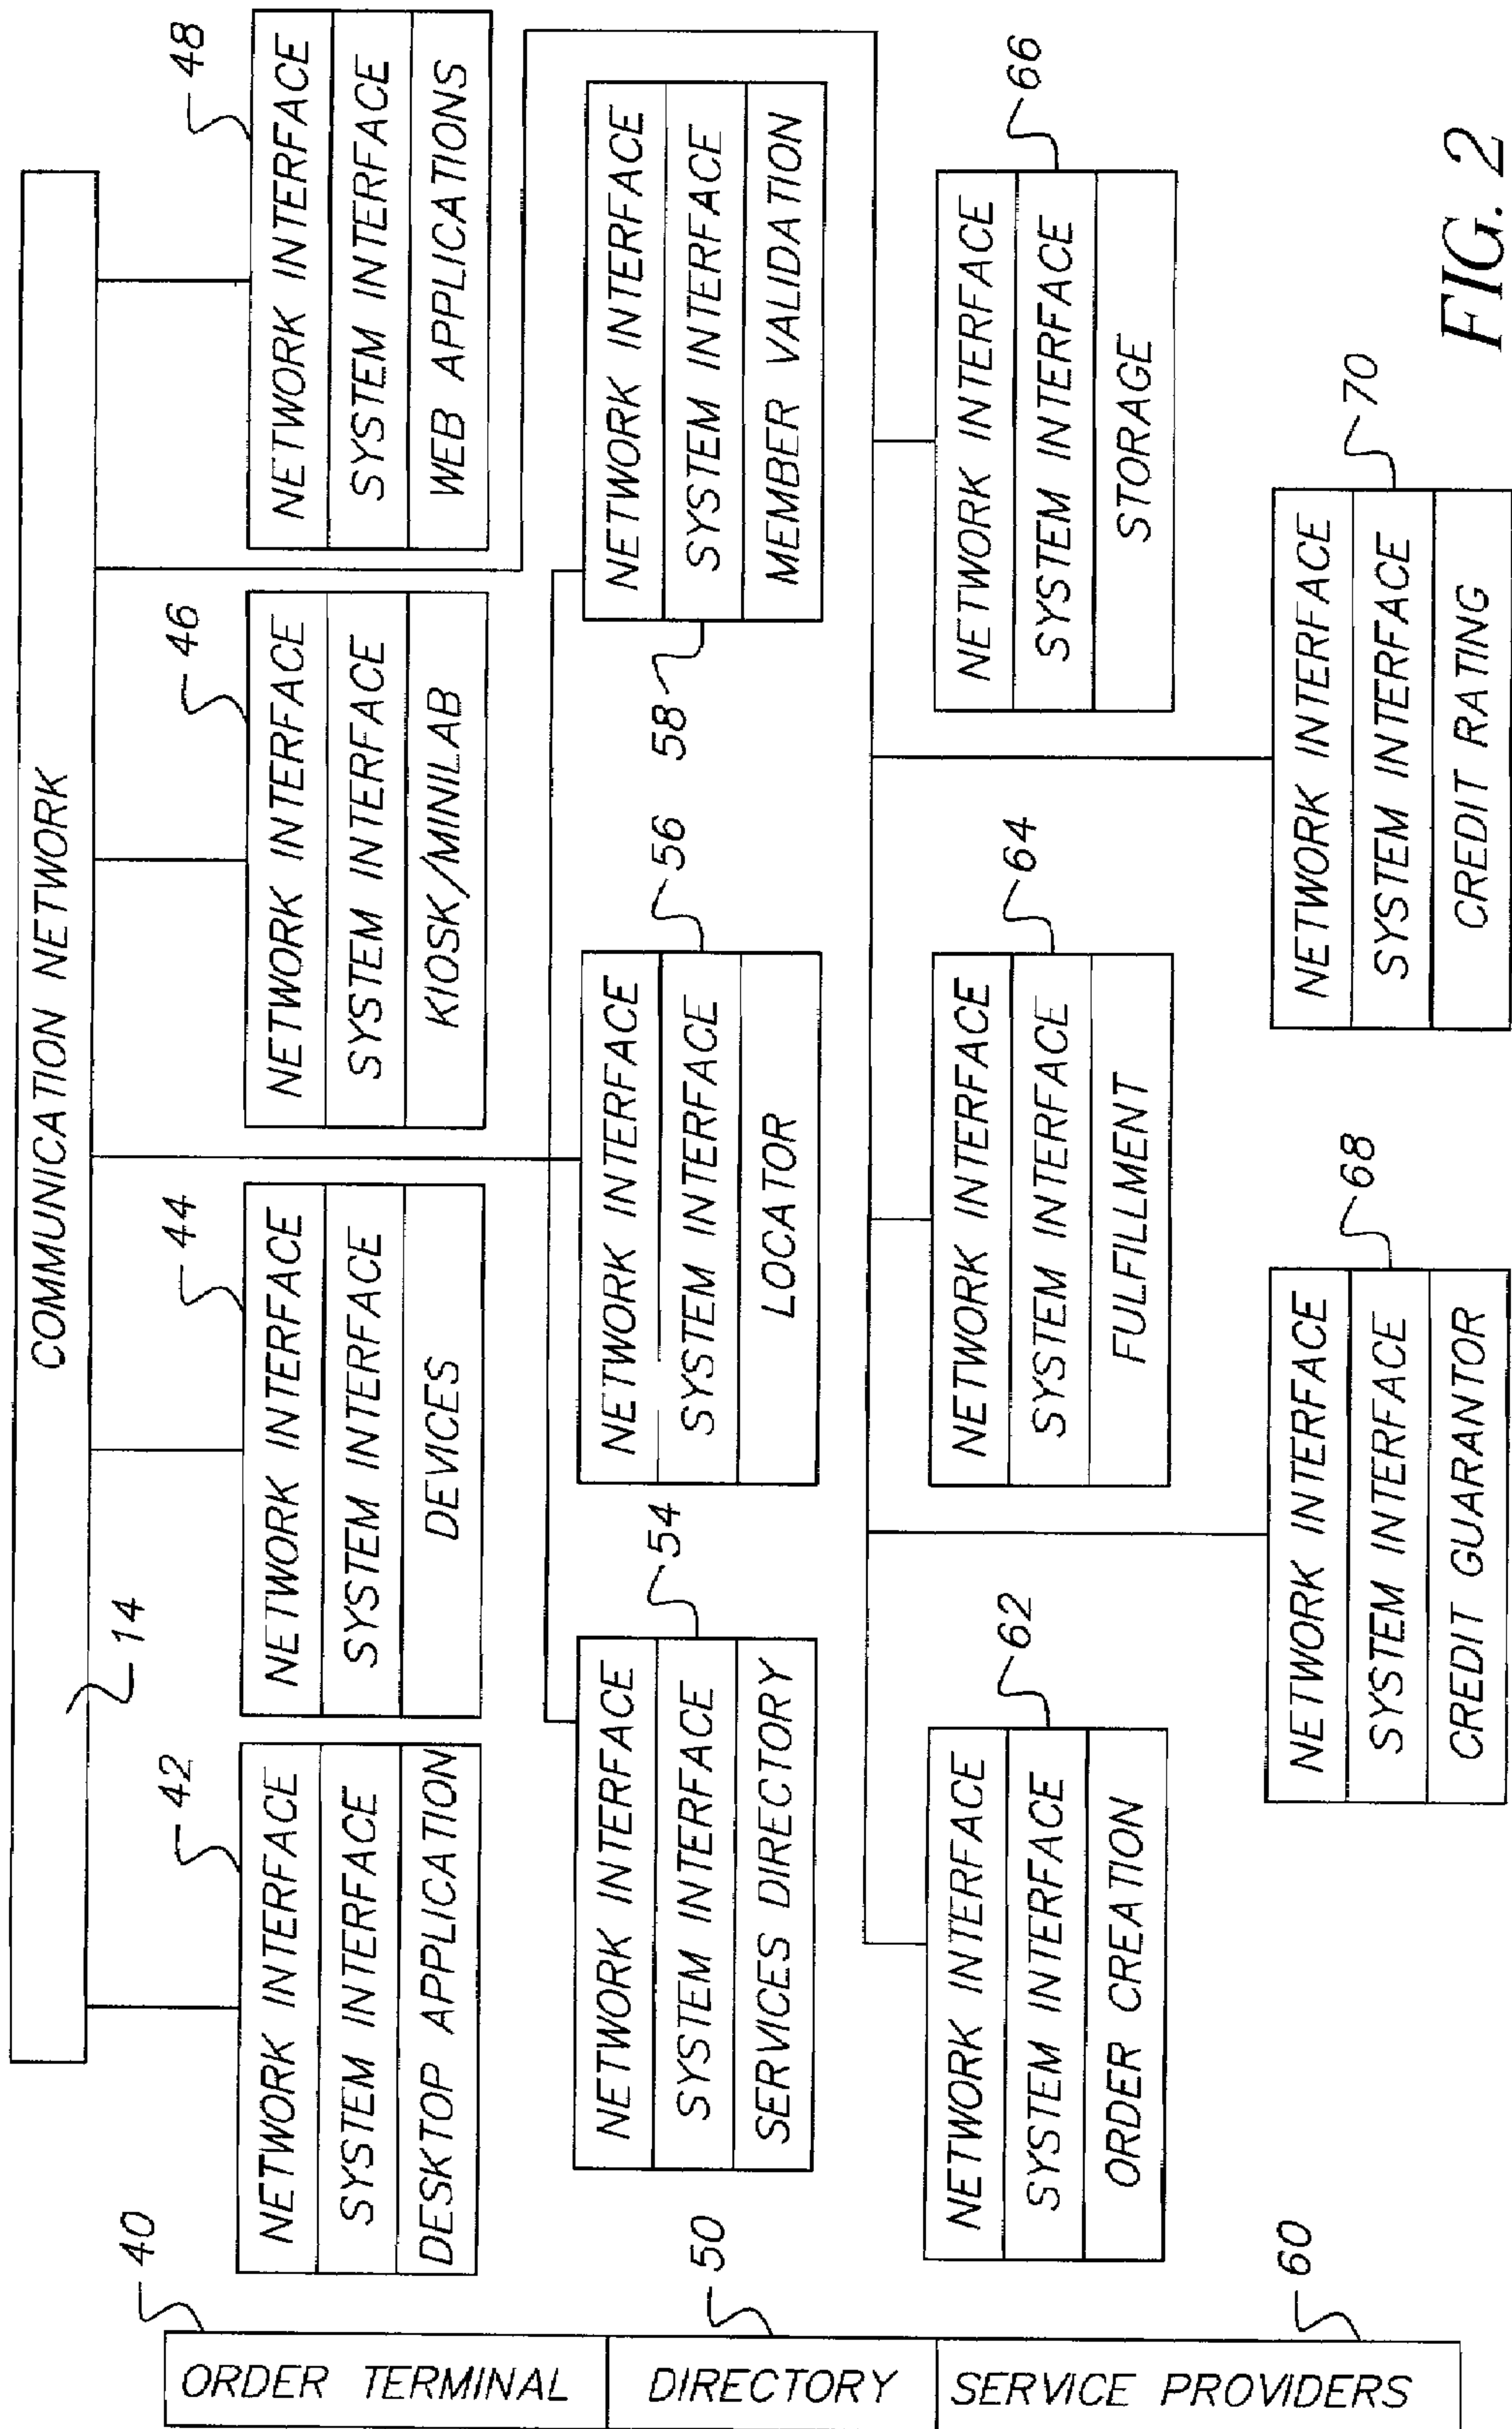 COMMUNICATION NETWORK
14
40
ORDER TERMINAL
42
NETWORK INTERFACE
SYSTEM INTERFACE
DESKTOP APPLICATION
44
NETWORK INTERFACE
SYSTEM INTERFACE
DEVICES
46
NETWORK INTERFACE
SYSTEM INTERFACE
KIOSK/MINILAB
48
NETWORK INTERFACE
SYSTEM INTERFACE
WEB APPLICATIONS
50
DIRECTORY
54
NETWORK INTERFACE
SYSTEM INTERFACE
SERVICES DIRECTORY
56
NETWORK INTERFACE
SYSTEM INTERFACE
LOCATOR
58
NETWORK INTERFACE
SYSTEM INTERFACE
MEMBER VALIDATION
60
SERVICE PROVIDERS
62
NETWORK INTERFACE
SYSTEM INTERFACE
ORDER CREATION
64
NETWORK INTERFACE
SYSTEM INTERFACE
FULFILLMENT
66
NETWORK INTERFACE
SYSTEM INTERFACE
STORAGE
68
NETWORK INTERFACE
SYSTEM INTERFACE
CREDIT GUARANTOR
70
NETWORK INTERFACE
SYSTEM INTERFACE
CREDIT RATING
FIG. 2